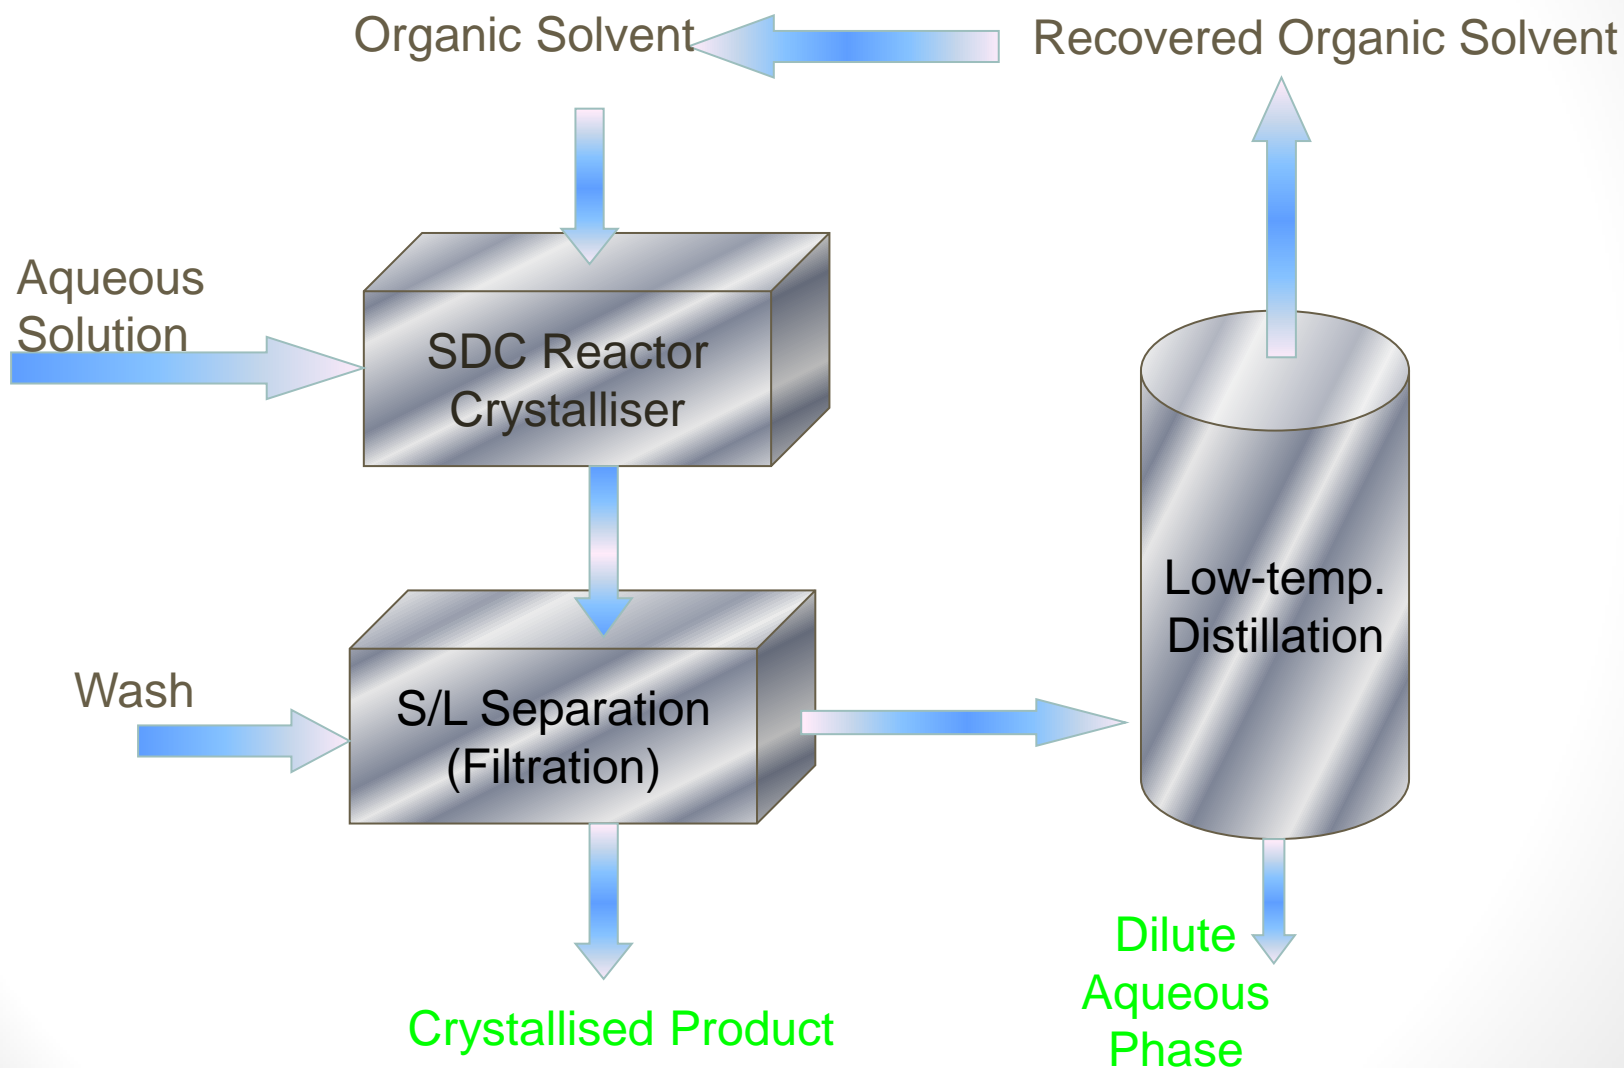 Organic Solvent
Recovered Organic Solvent
Aqueous
Solution
SDC Reactor
Crystalliser
Low-temp.
Distillation
Wash
S/L Separation
(Filtration)
Dilute
Aqueous
Phase
Crystallised Product